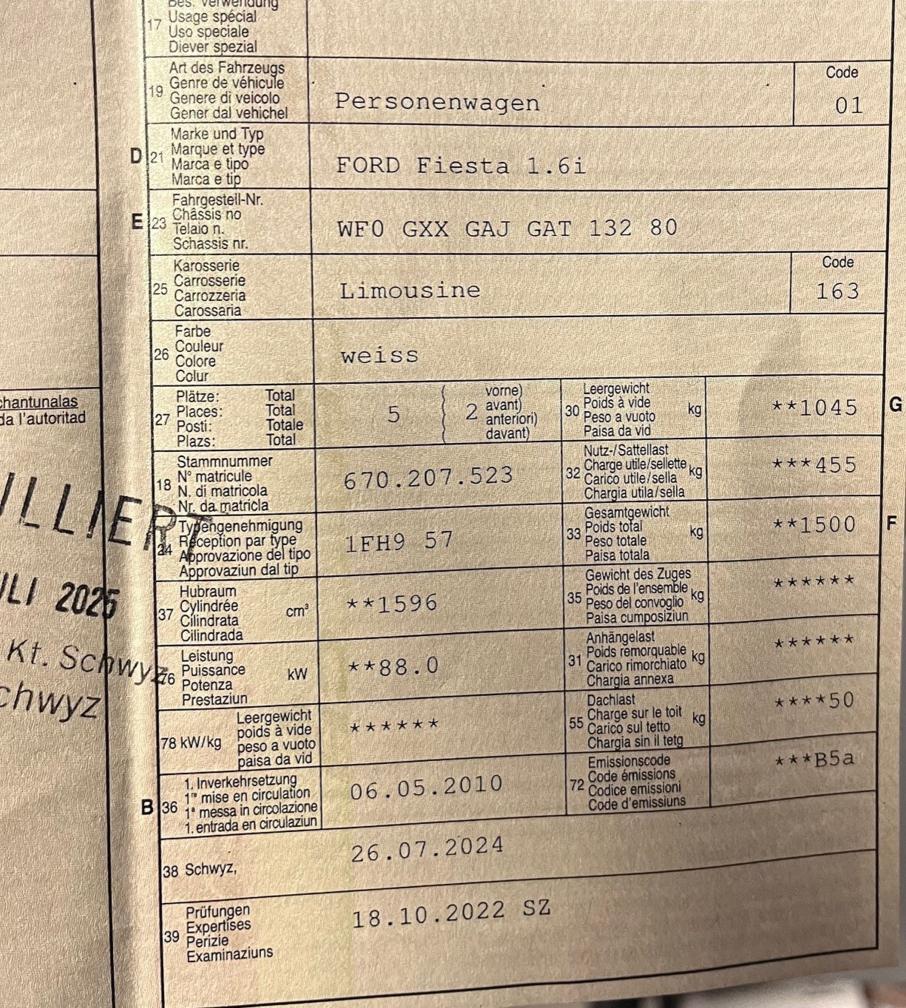 Bes. Verwendung
17 Usage spécial
Uso speciale
Diever spezial
19 Art des Fahrzeugs
Genre de véhicule
Genere di veicolo
Gener dal vehichel
Personenwagen
Code
01
D 21 Marke und Typ
Marque et type
Marca e tipo
Marca e tip
FORD Fiesta 1.6i
E 23 Fahrgestell-Nr.
Châssis no
Telaio n.
Schassis nr.
WF0 GXX GAJ GAT 132 80
25 Karosserie
Carrosserie
Carrozzeria
Carossaria
Limousine
Code
163
26 Farbe
Couleur
Colore
Colur
weiss
27 Plätze: Total
Places: Total
Posti: Totale
Plazs: Total
5 ( 2 vorne)
avant)
anteriori)
davant)
30 Leergewicht
Poids à vide kg
Peso a vuoto
Paisa da vid
**1045 G
18 Stammnummer
N° matricule
N. di matricola
Nr. da matricla
670.207.523
32 Nutz-/Sattellast
Charge utile/sellette kg
Carico utile/sella
Chargia utila/sella
***455
24 Typengenehmigung
Réception par type
Approvazione del tipo
Approvaziun dal tip
1FH9 57
33 Gesamtgewicht
Poids total kg
Peso totale
Paisa totala
**1500 F
37 Hubraum
Cylindrée cm³
Cilindrata
Cilindrada
**1596
35 Gewicht des Zuges
Poids de l'ensemble kg
Peso del convoglio
Paisa cumposiziun
******
76 Leistung
Puissance kW
Potenza
Prestaziun
**88.0
31 Anhängelast
Poids remorquable kg
Carico rimorchiato
Chargia annexa
******
78 kW/kg Leergewicht
poids à vide
peso a vuoto
paisa da vid
******
55 Dachlast
Charge sur le toit kg
Carico sul tetto
Chargia sin il tetg
****50
B 36 1. Inverkehrsetzung
1re mise en circulation
1a messa in circolazione
1. entrada en circulaziun
06.05.2010
72 Emissionscode
Code émissions
Codice emissioni
Code d'emissiuns
***B5a
38 Schwyz,
26.07.2024
39 Prüfungen
Expertises
Perizie
Examinaziuns
18.10.2022 SZ
chantunalas
da l'autoritad
ULLIERT
ULI 2025
Kt. Schwyz
chwyz